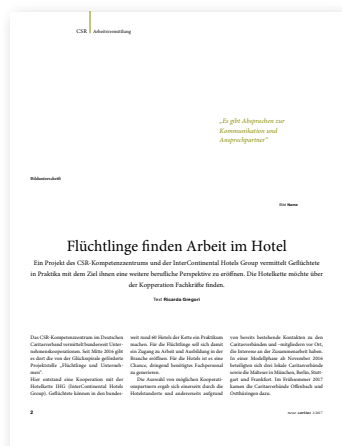 CSR Arbeitsvermittlung
„Es gibt Absprachen zur
Kommunikation und
Ansprechpartner“
Bildunterschrift
Bild Name
Flüchtlinge finden Arbeit im Hotel
Ein Projekt des CSR-Kompetenzzentrums und der InterContinental Hotels Group vermittelt Geflüchtete
in Praktika mit dem Ziel ihnen eine weitere berufliche Perspektive zu eröffnen. Die Hotelkette möchte über
der Kopperation Fachkräfte finden.
Text Ricarda Gregori
Das CSR-Kompetenzzentrum im Deutschen
Caritasverband vermittelt bundesweit Unter-
nehmenskooperationen. Seit Mitte 2016 gibt
es dort die von der Glücksspirale geförderte
Projektstelle „Flüchtlinge und Unterneh-
men“.
Hier entstand eine Kooperation mit der
Hotelkette IHG (InterContinental Hotels
Group). Geflüchtete können in den bundes-
weit rund 60 Hotels der Kette ein Praktikum
machen. Für die Flüchtlinge soll sich damit
ein Zugang zu Arbeit und Ausbildung in der
Branche eröffnen. Für die Hotels ist es eine
Chance, dringend benötigtes Fachpersonal
zu generieren.
Die Auswahl von möglichen Kooperati-
onspartnern ergab sich einerseits durch die
Hotelstandorte und andererseits aufgrund
von bereits bestehende Kontakten zu den
Caritasverbänden und -mitgliedern vor Ort,
die Interesse an der Zusammenarbeit haben.
In einer Modellphase ab November 2016
beteiligten sich drei lokale Caritasverbände
sowie die Malteser in München, Berlin, Stutt-
gart und Frankfurt. Im Frühsommer 2017
kamen die Caritasverbände Offenbach und
Ostthüringen dazu.
2
neue caritas 1/2017